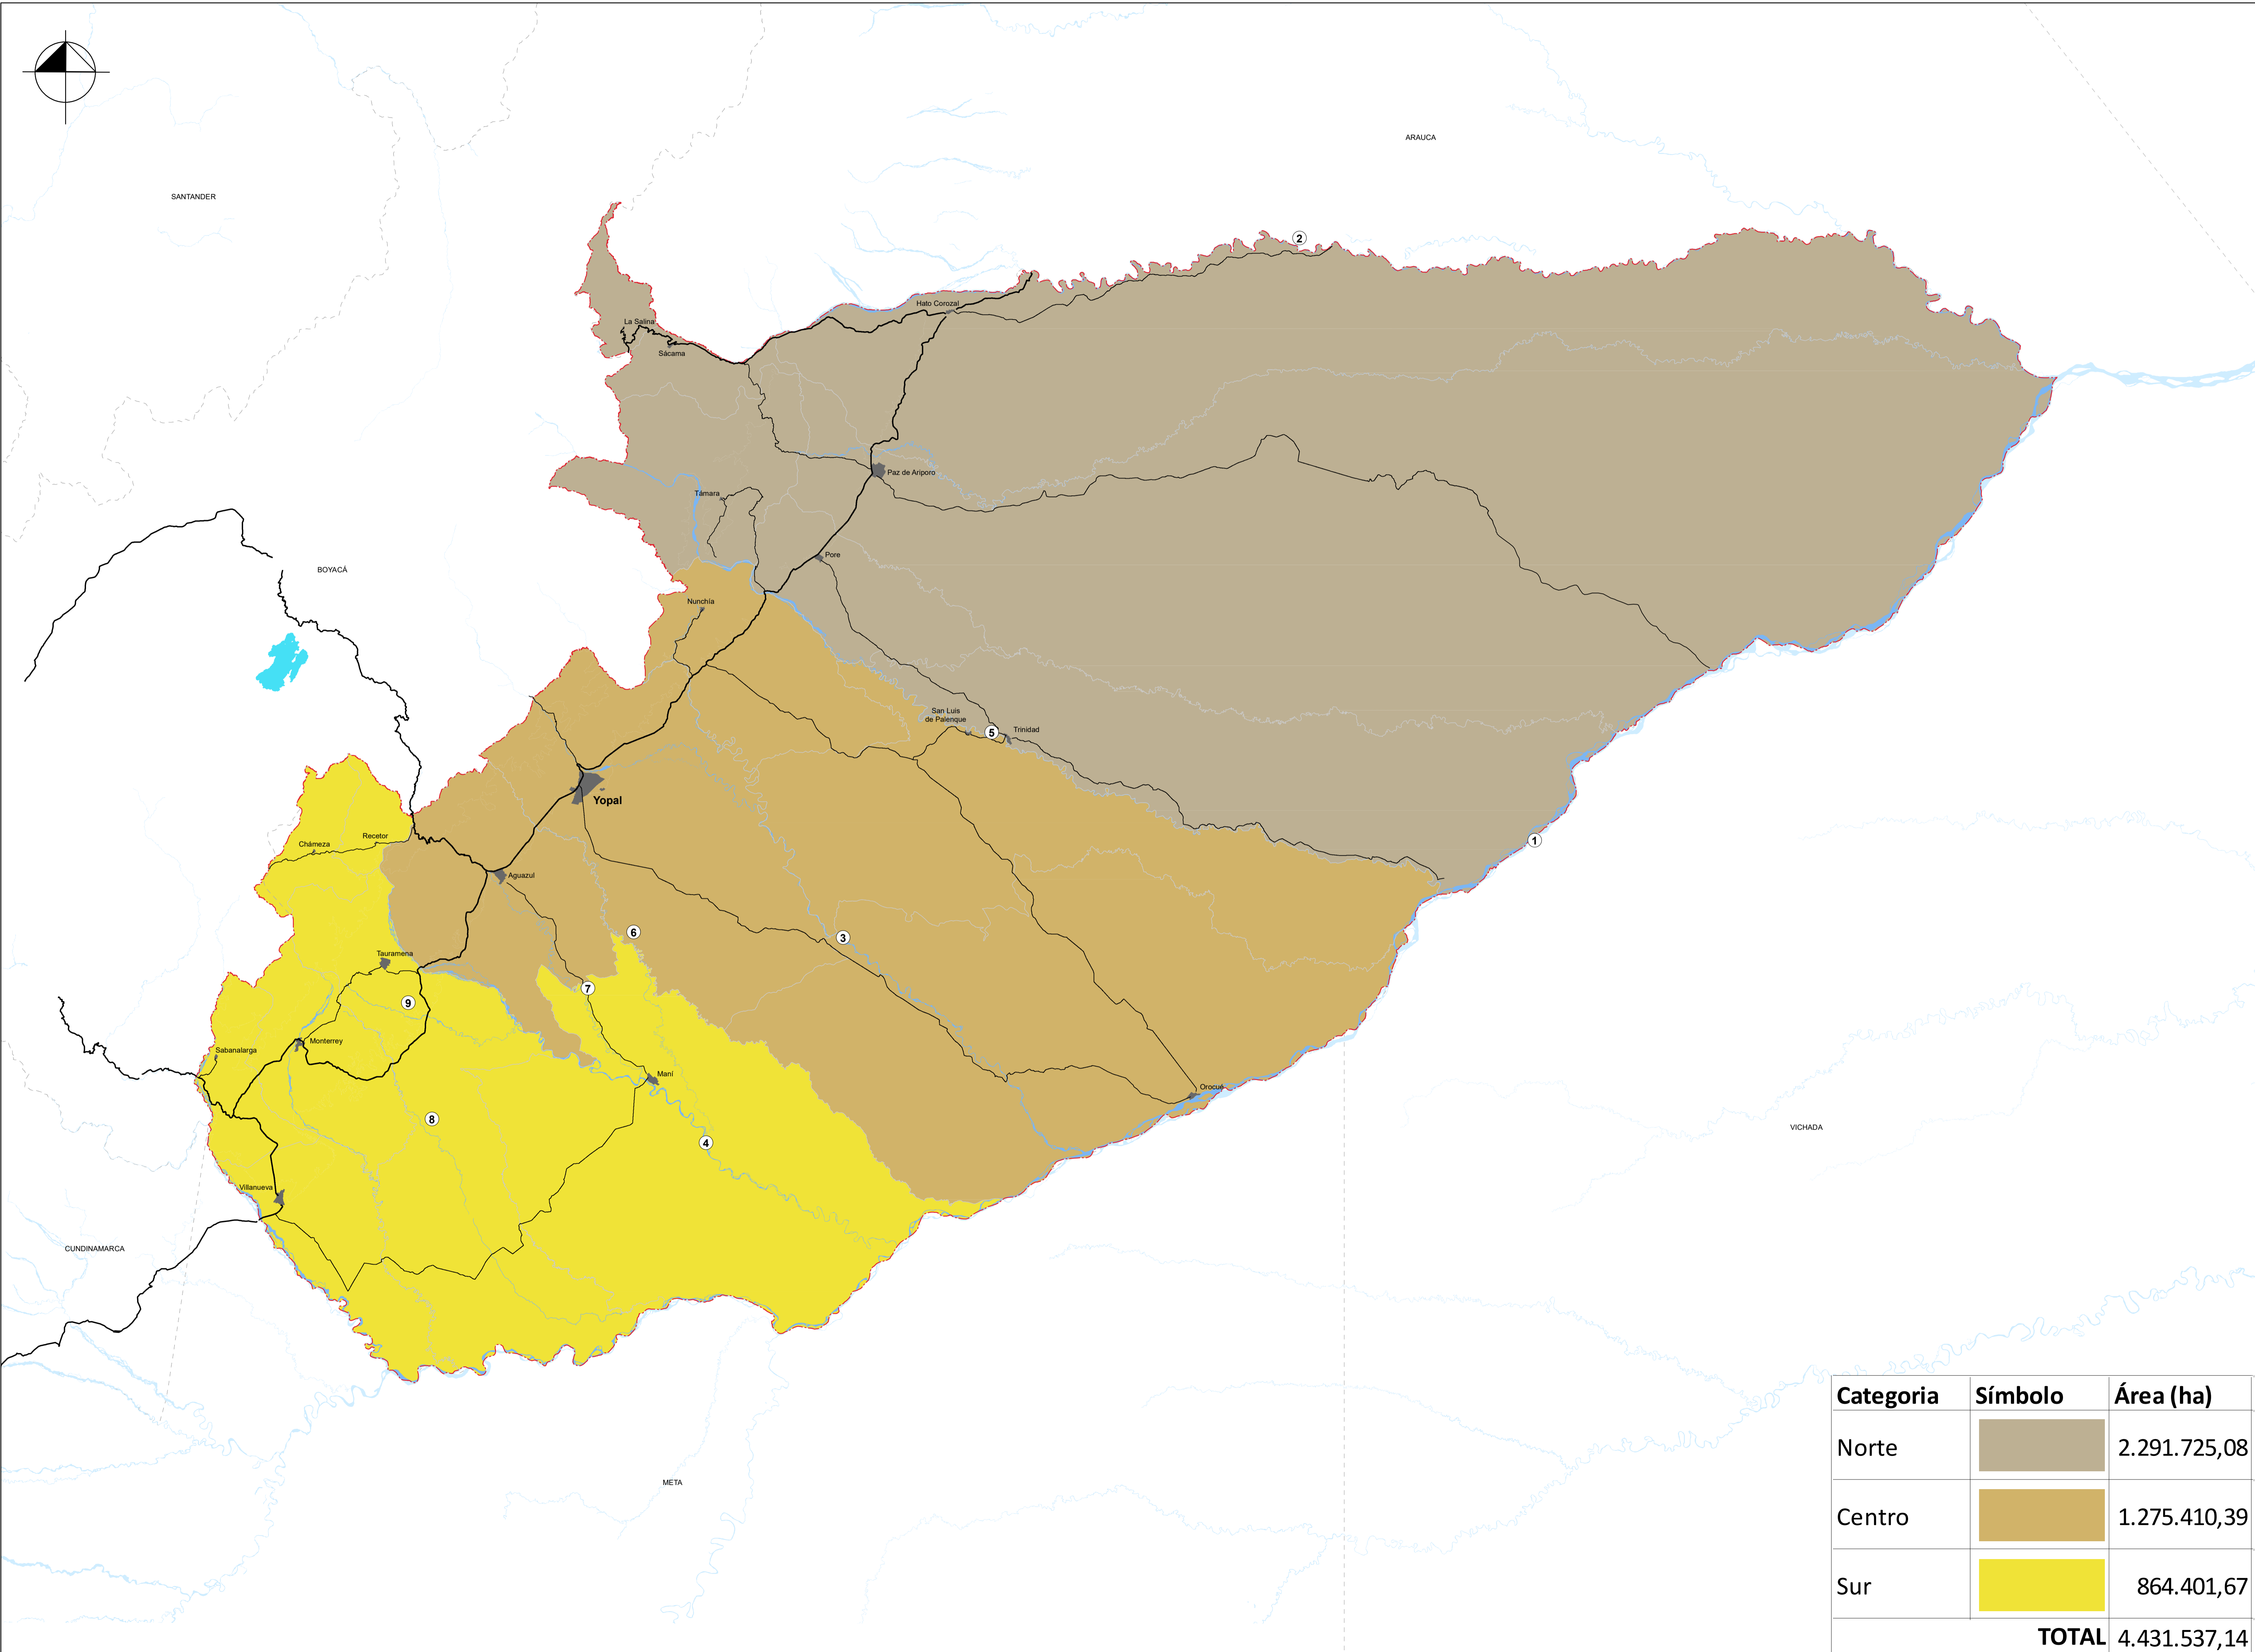 ARAUCA
SANTANDER
2
Hato Corozal
La Salina
Sácama
Paz de Ariporo
Támara
Pore
BOYACÁ
Nunchía
San Luis
de Palenque
5
Trinidad
Yopal
Recetor
1
Chámeza
Aguazul
6
3
Tauramena
7
9
Monterrey
Sabanalarga
Maní
Orocué
8
VICHADA
4
Villanueva
CUNDINAMARCA
META
Categoria Símbolo Área (ha)
Norte 2.291.725,08
Centro 1.275.410,39
Sur 864.401,67
TOTAL 4.431.537,14